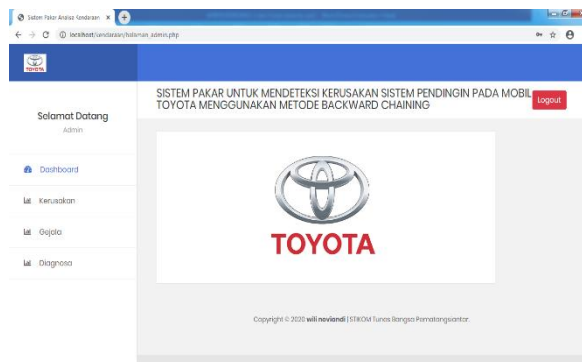 Sistem Pakar Analisa Kendaraan
localhost/kendaraan/halaman_admin.php
TOYOTA
SISTEM PAKAR UNTUK MENDETEKSI KERUSAKAN SISTEM PENDINGIN PADA MOBIL
TOYOTA MENGGUNAKAN METODE BACKWARD CHAINING
Logout
Selamat Datang
Admin
Dashboard
Kerusakan
Gejala
Diagnosa
TOYOTA
Copyright © 2020 wili noviandi | STIKOM Tunas Bangsa Pematangsiantar.